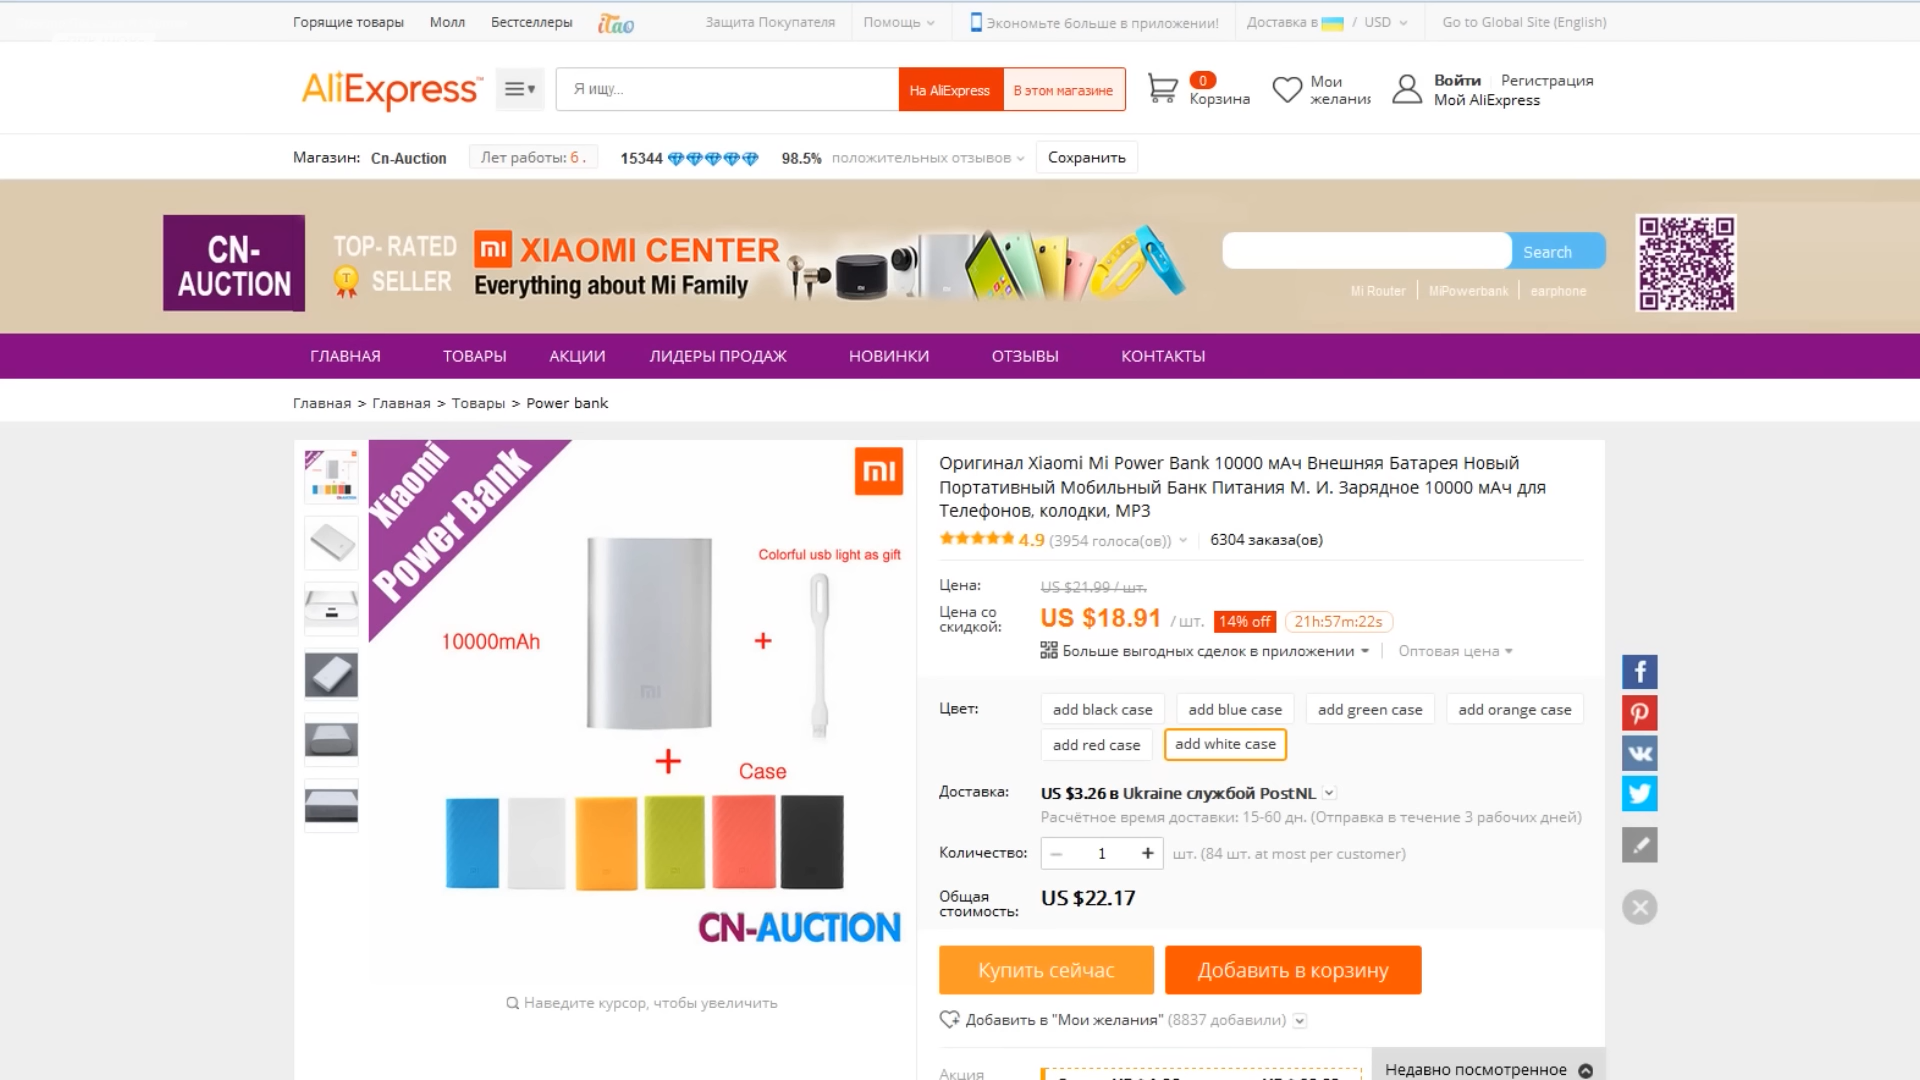 Горящие товары Молл Бестселлеры iTao Защита Покупателя Помощь Экономьте больше в приложении! Доставка в / USD Go to Global Site (English)
AliExpress™ Я ищу... На AliExpress В этом магазине 0 Корзина Мои желания Войти Регистрация Мой AliExpress
Магазин: Cn-Auction Лет работы: 6 . 15344 98.5% положительных отзывов Сохранить
CN-
AUCTION
TOP- RATED
SELLER
mi XIAOMI CENTER
Everything about Mi Family
Search
Mi Router MiPowerbank earphone
ГЛАВНАЯ ТОВАРЫ АКЦИИ ЛИДЕРЫ ПРОДАЖ НОВИНКИ ОТЗЫВЫ КОНТАКТЫ
Главная > Главная > Товары > Power bank
Xiaomi
Power Bank
mi
Colorful usb light as gift
10000mAh
+
mi
+
Case
CN-AUCTION
Наведите курсор, чтобы увеличить
Оригинал Xiaomi Mi Power Bank 10000 мАч Внешняя Батарея Новый
Портативный Мобильный Банк Питания М. И. Зарядное 10000 мАч для
Телефонов, колодки, MP3
4.9 (3954 голоса(ов)) 6304 заказа(ов)
Цена: US $21.99 / шт.
Цена со
скидкой: US $18.91 / шт. 14% off 21h:57m:22s
Больше выгодных сделок в приложении Оптовая цена
Цвет: add black case add blue case add green case add orange case
add red case add white case
Доставка: US $3.26 в Ukraine службой PostNL
Расчётное время доставки: 15-60 дн. (Отправка в течение 3 рабочих дней)
Количество: − 1 + шт. (84 шт. at most per customer)
Общая
стоимость: US $22.17
Купить сейчас Добавить в корзину
Добавить в "Мои желания" (8837 добавили)
Акция
Недавно посмотренное